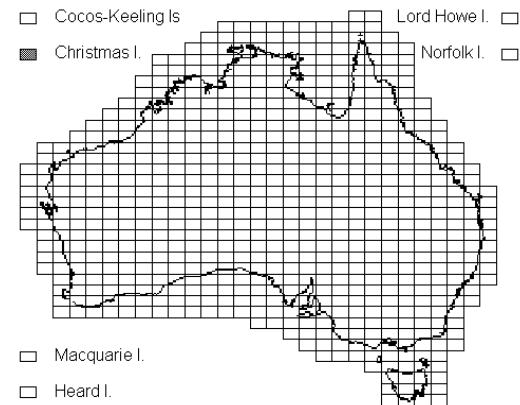 Cocos-Keeling Is
Lord Howe I.
Christmas I.
Norfolk I.
Macquarie I.
Heard I.